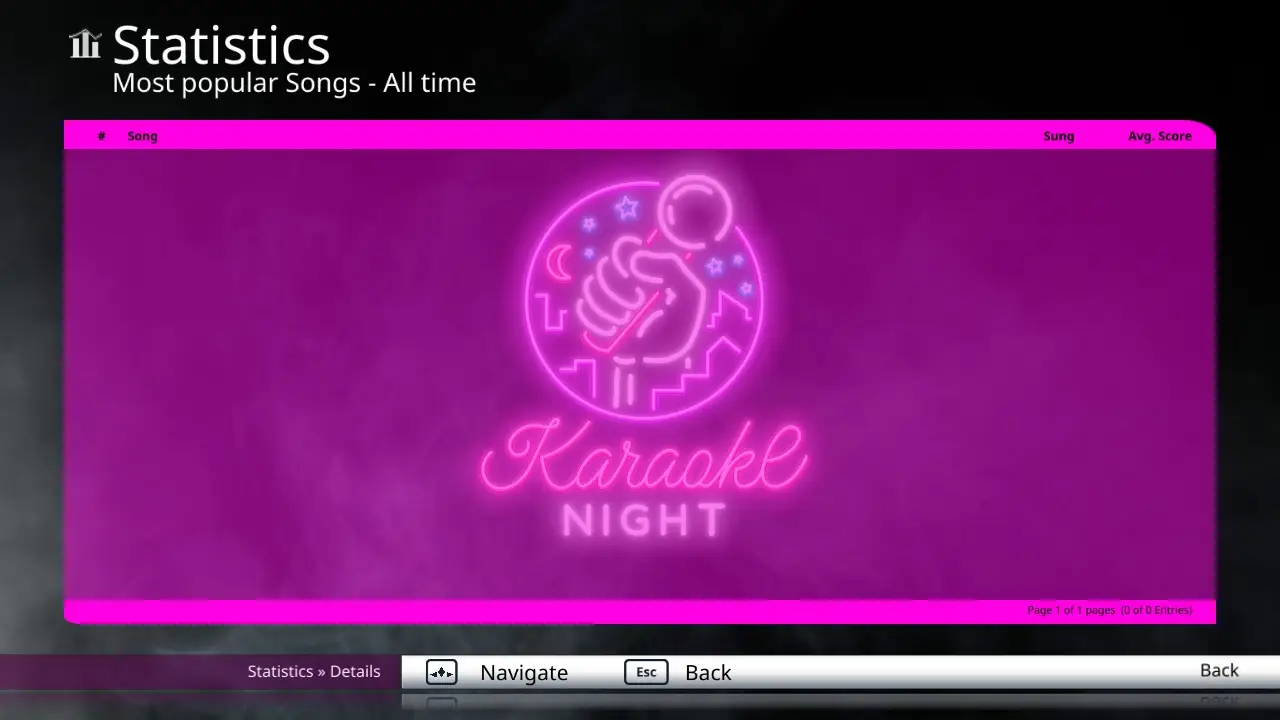 Statistics
Most popular Songs - All time
# Song Sung Avg. Score
Karaoke
NIGHT
Page 1 of 1 pages (0 of 0 Entries)
Statistics » Details Navigate Esc Back Back